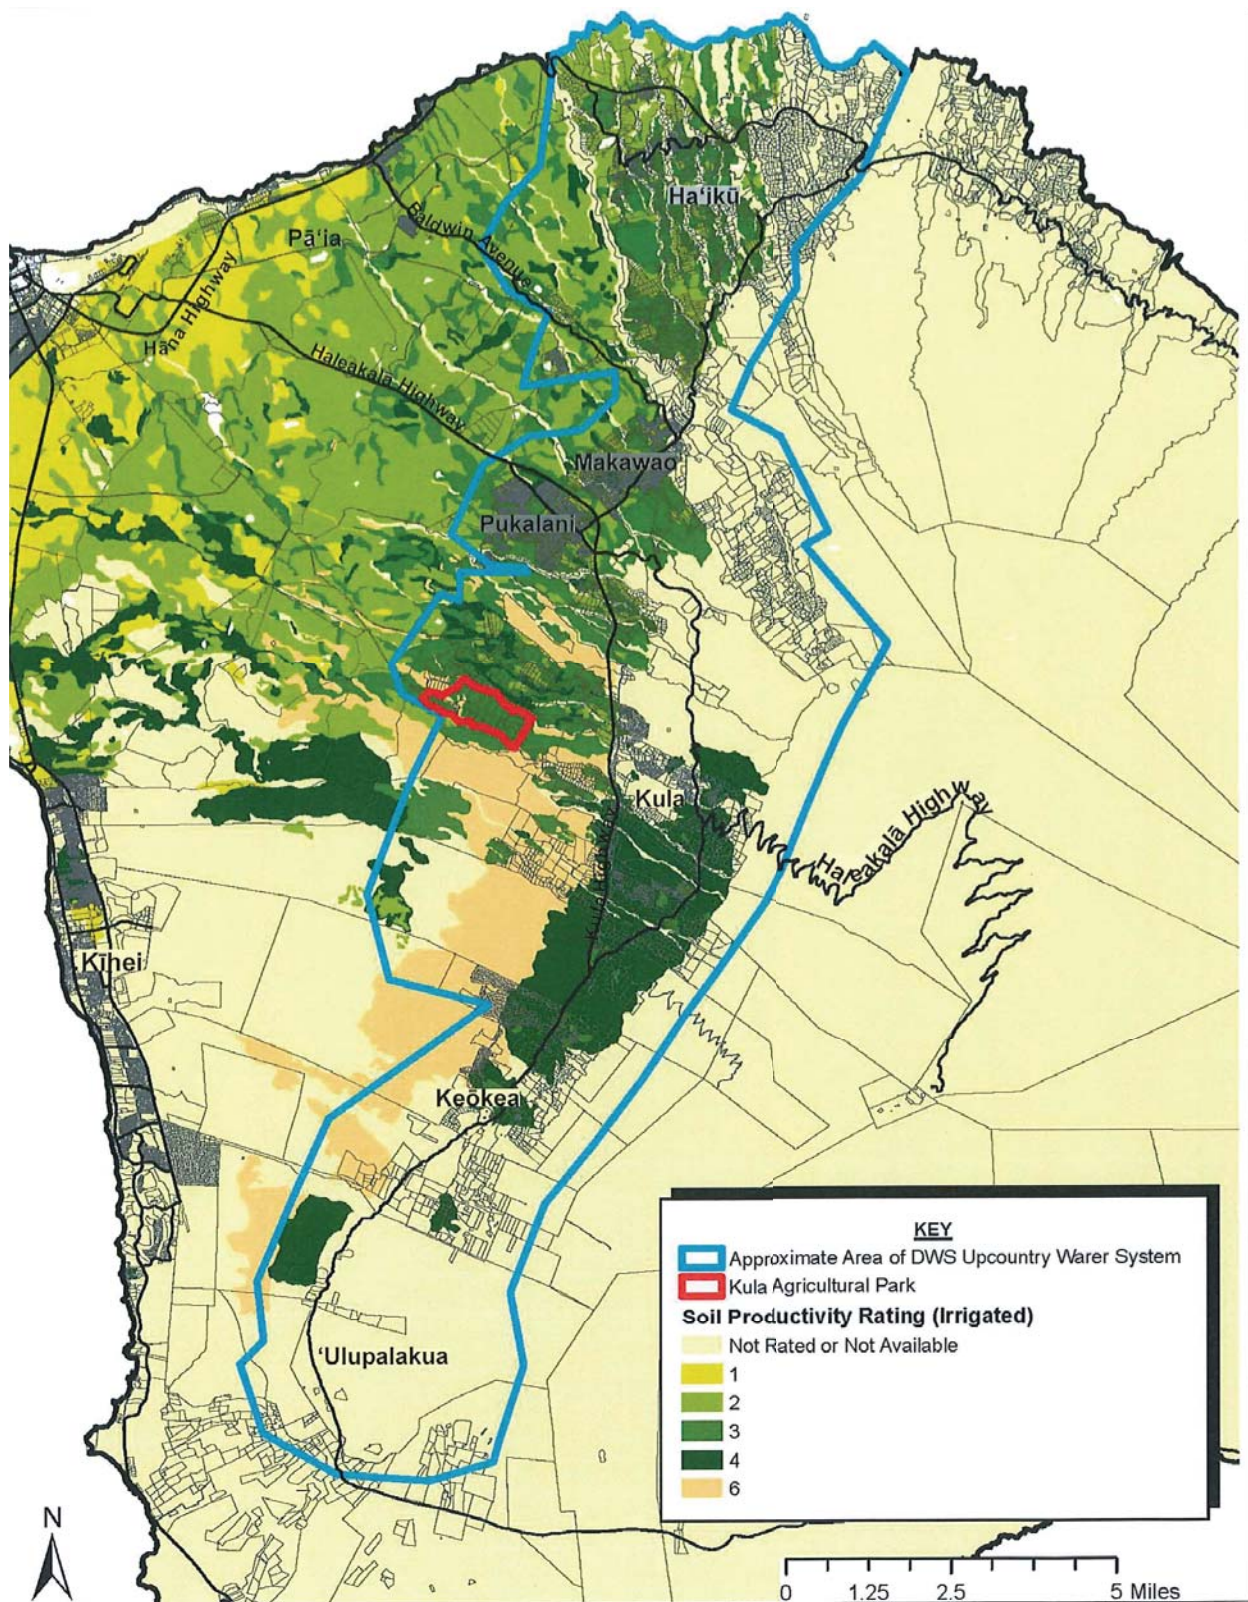 Ha‘ikū
Baldwin Avenue
Pā‘ia
Hāna Highway
Haleakalā Highway
Makawao
Pukalani
Kula
Haleakalā Highway
Kula Highway
Kīhei
Keōkea
‘Ulupalakua
KEY
Approximate Area of DWS Upcountry Warer System
Kula Agricultural Park
Soil Productivity Rating (Irrigated)
Not Rated or Not Available
1
2
3
4
6
N
0 1.25 2.5 5 Miles